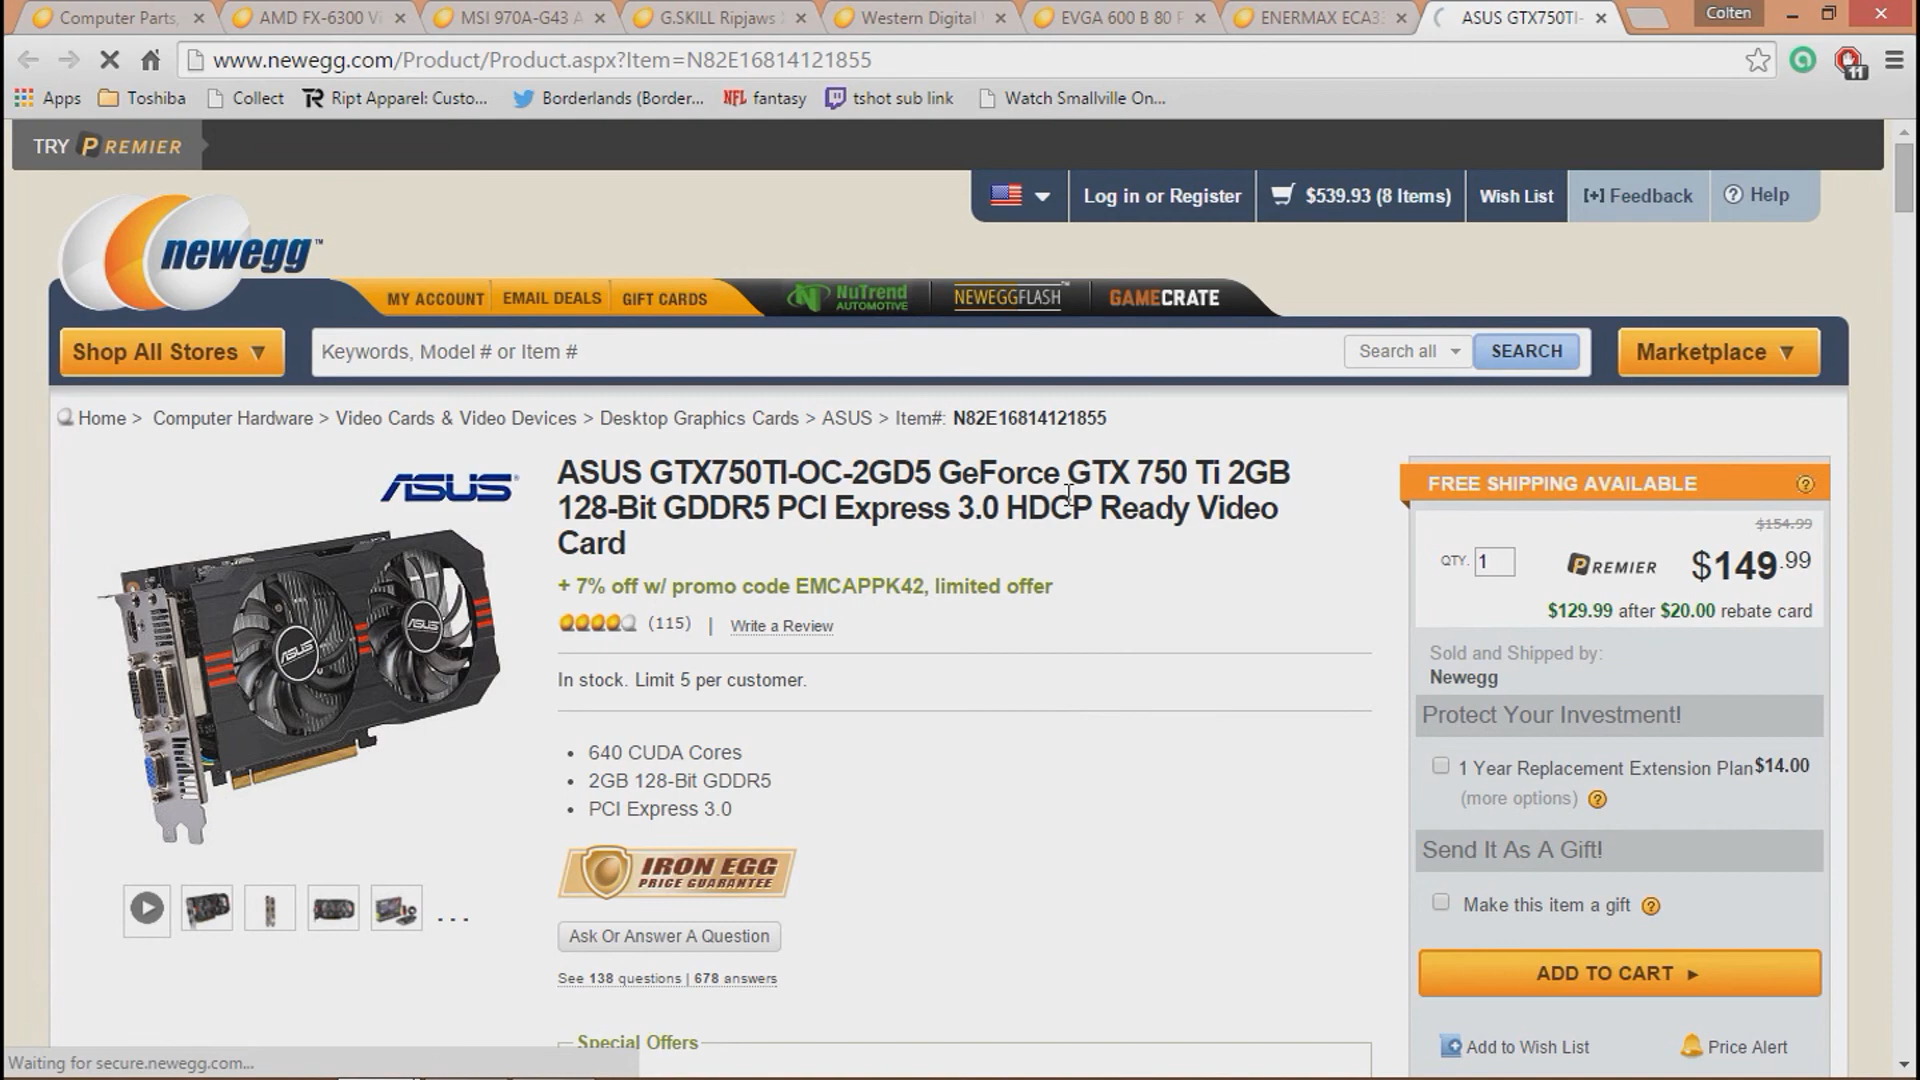 Computer Parts,
AMD FX-6300 Vi
MSI 970A-G43 A
G.SKILL Ripjaws
Western Digital
EVGA 600 B 80 P
ENERMAX ECA3
ASUS GTX750TI-
Colten
www.newegg.com/Product/Product.aspx?Item=N82E16814121855
11
Apps
Toshiba
Collect
Ript Apparel: Custo...
Borderlands (Border...
NFL fantasy
tshot sub link
Watch Smallville On...
TRY PREMIER
Log in or Register
$539.93 (8 Items)
Wish List
[+] Feedback
? Help
newegg™
MY ACCOUNT
EMAIL DEALS
GIFT CARDS
NUTREND AUTOMOTIVE
NEWEGGFLASH™
GAMECRATE
Shop All Stores ▼
Keywords, Model # or Item #
Search all
SEARCH
Marketplace ▼
Home > Computer Hardware > Video Cards & Video Devices > Desktop Graphics Cards > ASUS > Item#: N82E16814121855
ASUS
ASUS GTX750TI-OC-2GD5 GeForce GTX 750 Ti 2GB
128-Bit GDDR5 PCI Express 3.0 HDCP Ready Video
Card
+ 7% off w/ promo code EMCAPPK42, limited offer
(115) | Write a Review
In stock. Limit 5 per customer.
• 640 CUDA Cores
• 2GB 128-Bit GDDR5
• PCI Express 3.0
IRON EGG
PRICE GUARANTEE
Ask Or Answer A Question
See 138 questions | 678 answers
Special Offers
ASUS
ASUS
...
FREE SHIPPING AVAILABLE ?
$154.99
QTY. 1 PREMIER $149.99
$129.99 after $20.00 rebate card
Sold and Shipped by:
Newegg
Protect Your Investment!
1 Year Replacement Extension Plan $14.00
(more options) ?
Send It As A Gift!
Make this item a gift ?
ADD TO CART ►
Add to Wish List
Price Alert
Waiting for secure.newegg.com...